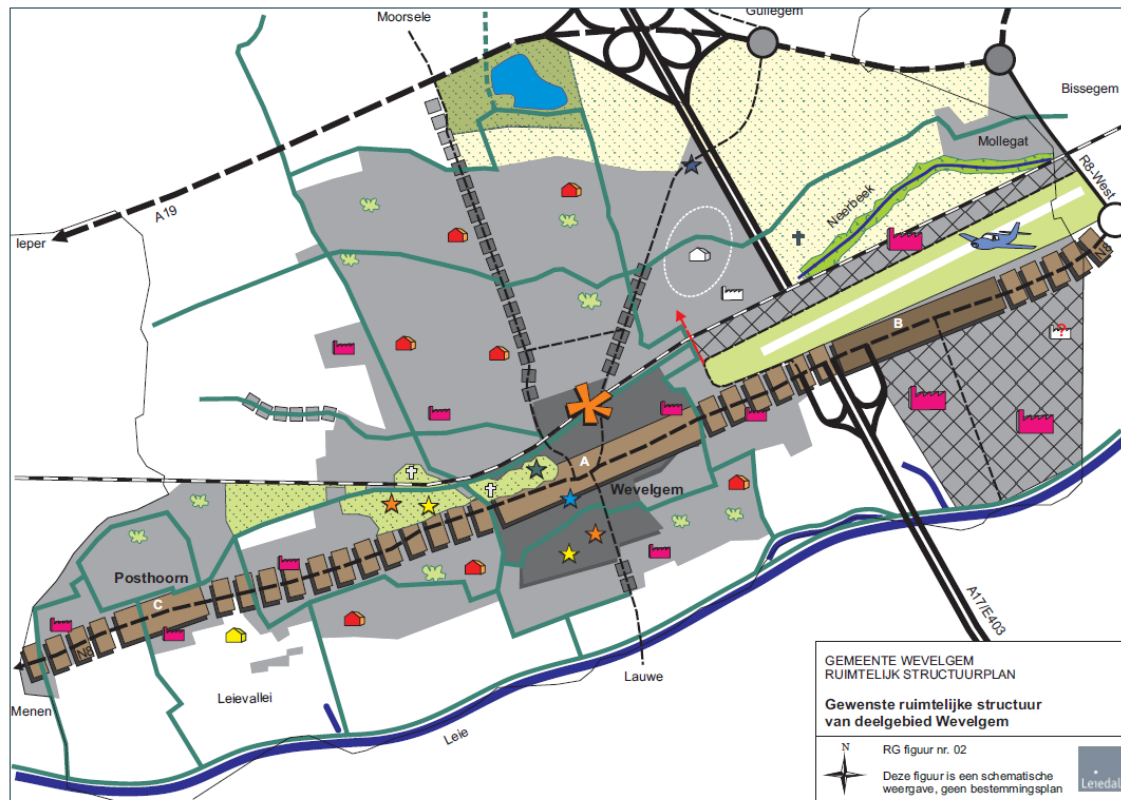 Moorsele
Gullegem
Bissegem
Mollegat
R8-West
Neerbeek
A19
Ieper
N8
B
?
A
Wevelgem
Posthoorn
C
N8
A17/E403
Lauwe
Leievallei
Menen
Leie
GEMEENTE WEVELGEM
RUIMTELIJK STRUCTUURPLAN
Gewenste ruimtelijke structuur
van deelgebied Wevelgem
N
RG figuur nr. 02
Deze figuur is een schematische
weergave, geen bestemmingsplan
Leiedal